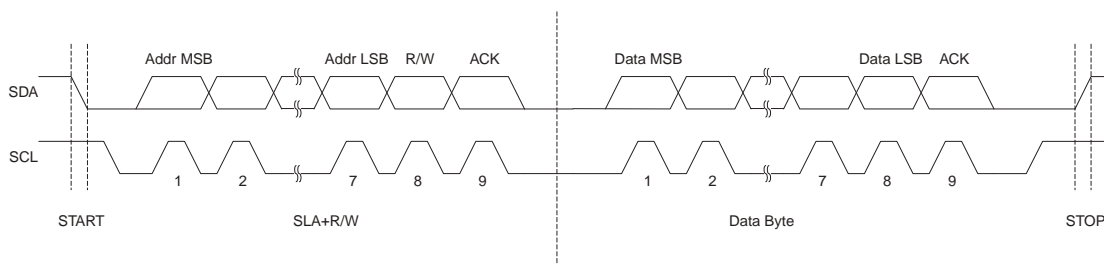 Addr MSB Addr LSB R/W ACK Data MSB Data LSB ACK
SDA
SCL
1 2 7 8 9 1 2 7 8 9
START SLA+R/W Data Byte STOP